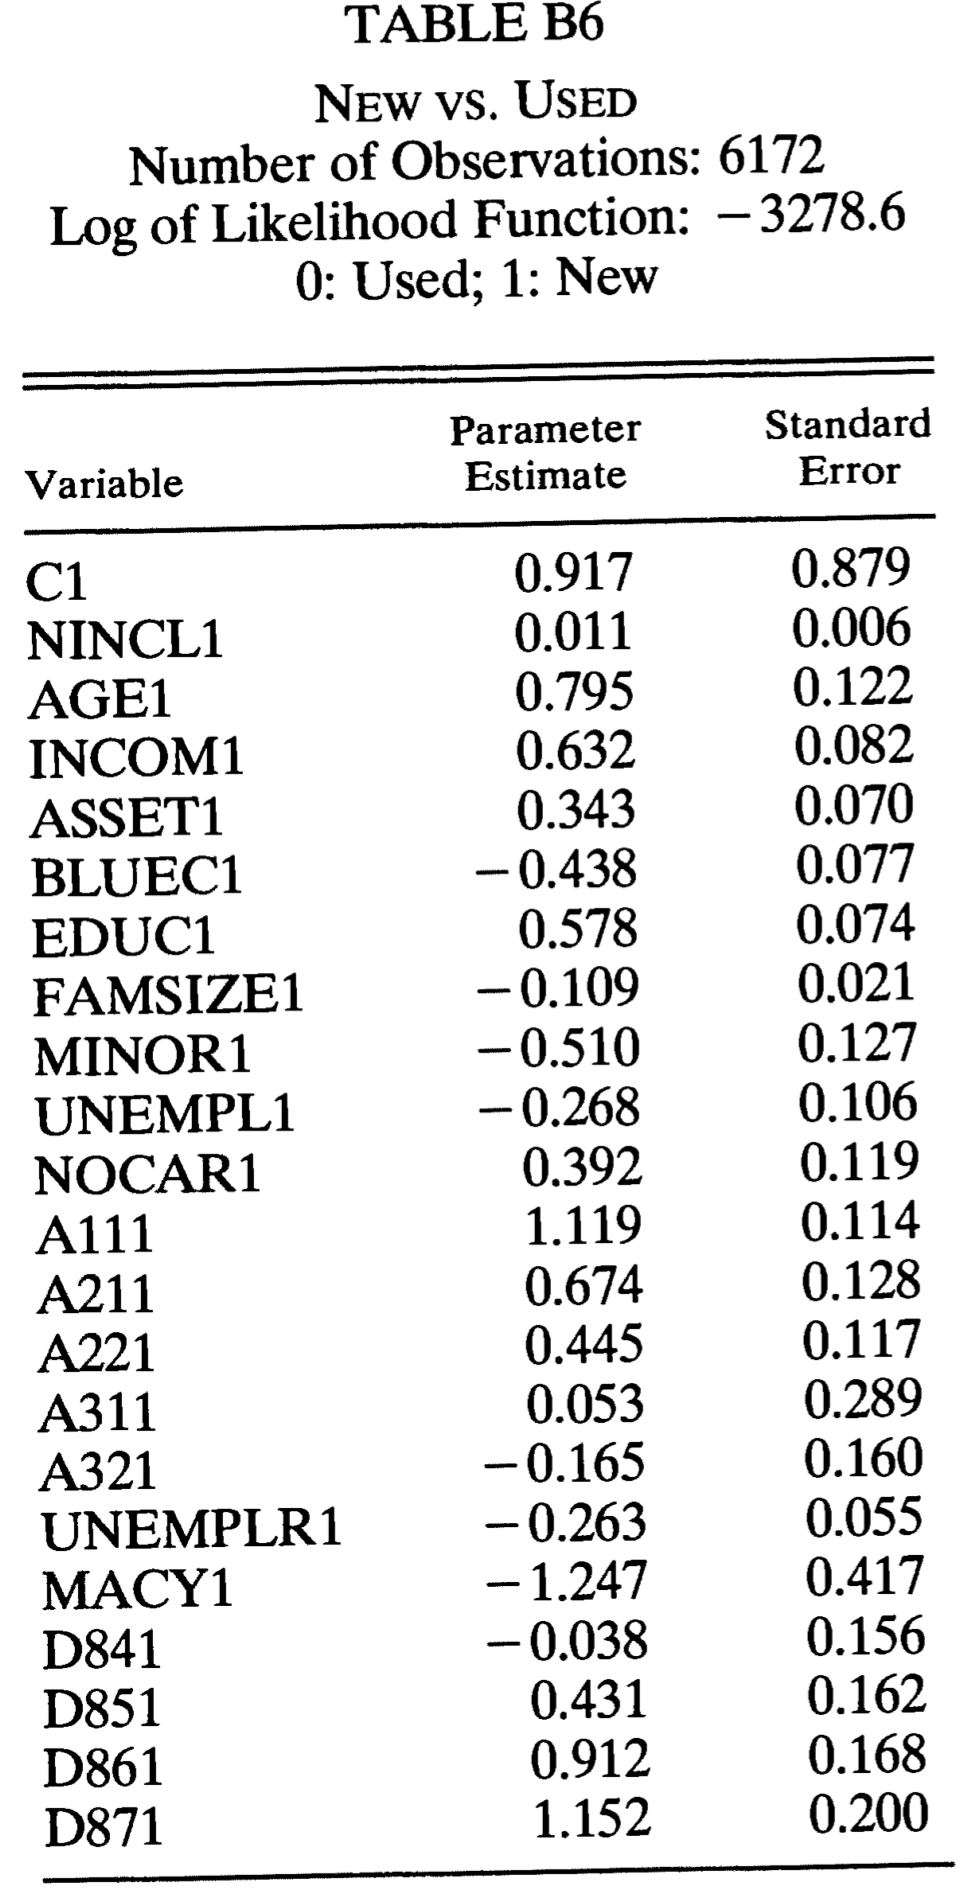 TABLE B6
NEW VS. USED
Number of Observations: 6172
Log of Likelihood Function: −3278.6
0: Used; 1: New
Parameter Standard
Variable Estimate Error
C1 0.917 0.879
NINCL1 0.011 0.006
AGE1 0.795 0.122
INCOM1 0.632 0.082
ASSET1 0.343 0.070
BLUEC1 −0.438 0.077
EDUC1 0.578 0.074
FAMSIZE1 −0.109 0.021
MINOR1 −0.510 0.127
UNEMPL1 −0.268 0.106
NOCAR1 0.392 0.119
A111 1.119 0.114
A211 0.674 0.128
A221 0.445 0.117
A311 0.053 0.289
A321 −0.165 0.160
UNEMPLR1 −0.263 0.055
MACY1 −1.247 0.417
D841 −0.038 0.156
D851 0.431 0.162
D861 0.912 0.168
D871 1.152 0.200